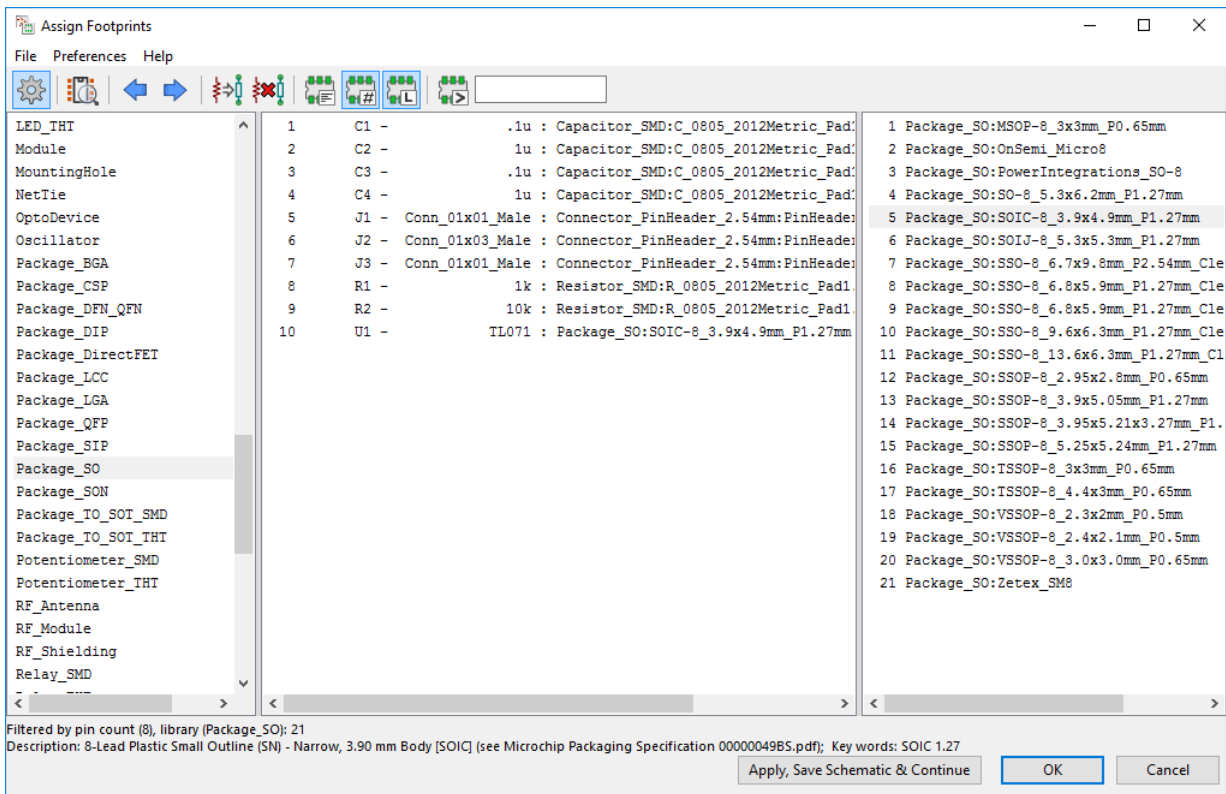 Assign Footprints
File Preferences Help
LED_THT
Module
MountingHole
NetTie
OptoDevice
Oscillator
Package_BGA
Package_CSP
Package_DFN_QFN
Package_DIP
Package_DirectFET
Package_LCC
Package_LGA
Package_QFP
Package_SIP
Package_SO
Package_SON
Package_TO_SOT_SMD
Package_TO_SOT_THT
Potentiometer_SMD
Potentiometer_THT
RF_Antenna
RF_Module
RF_Shielding
Relay_SMD
1 C1 - .1u : Capacitor_SMD:C_0805_2012Metric_Pad1
2 C2 - 1u : Capacitor_SMD:C_0805_2012Metric_Pad1
3 C3 - .1u : Capacitor_SMD:C_0805_2012Metric_Pad1
4 C4 - 1u : Capacitor_SMD:C_0805_2012Metric_Pad1
5 J1 - Conn_01x01_Male : Connector_PinHeader_2.54mm:PinHeader
6 J2 - Conn_01x03_Male : Connector_PinHeader_2.54mm:PinHeader
7 J3 - Conn_01x01_Male : Connector_PinHeader_2.54mm:PinHeader
8 R1 - 1k : Resistor_SMD:R_0805_2012Metric_Pad1.
9 R2 - 10k : Resistor_SMD:R_0805_2012Metric_Pad1.
10 U1 - TL071 : Package_SO:SOIC-8_3.9x4.9mm_P1.27mm
1 Package_SO:MSOP-8_3x3mm_P0.65mm
2 Package_SO:OnSemi_Micro8
3 Package_SO:PowerIntegrations_SO-8
4 Package_SO:SO-8_5.3x6.2mm_P1.27mm
5 Package_SO:SOIC-8_3.9x4.9mm_P1.27mm
6 Package_SO:SOIJ-8_5.3x5.3mm_P1.27mm
7 Package_SO:SSO-8_6.7x9.8mm_P2.54mm_Cle
8 Package_SO:SSO-8_6.8x5.9mm_P1.27mm_Cle
9 Package_SO:SSO-8_6.8x5.9mm_P1.27mm_Cle
10 Package_SO:SSO-8_9.6x6.3mm_P1.27mm_Cle
11 Package_SO:SSO-8_13.6x6.3mm_P1.27mm_Cl
12 Package_SO:SSOP-8_2.95x2.8mm_P0.65mm
13 Package_SO:SSOP-8_3.9x5.05mm_P1.27mm
14 Package_SO:SSOP-8_3.95x5.21x3.27mm_P1.
15 Package_SO:SSOP-8_5.25x5.24mm_P1.27mm
16 Package_SO:TSSOP-8_3x3mm_P0.65mm
17 Package_SO:TSSOP-8_4.4x3mm_P0.65mm
18 Package_SO:VSSOP-8_2.3x2mm_P0.5mm
19 Package_SO:VSSOP-8_2.4x2.1mm_P0.5mm
20 Package_SO:VSSOP-8_3.0x3.0mm_P0.65mm
21 Package_SO:Zetex_SM8
Filtered by pin count (8), library (Package_SO): 21
Description: 8-Lead Plastic Small Outline (SN) - Narrow, 3.90 mm Body [SOIC] (see Microchip Packaging Specification 00000049BS.pdf); Key words: SOIC 1.27
Apply, Save Schematic & Continue OK Cancel